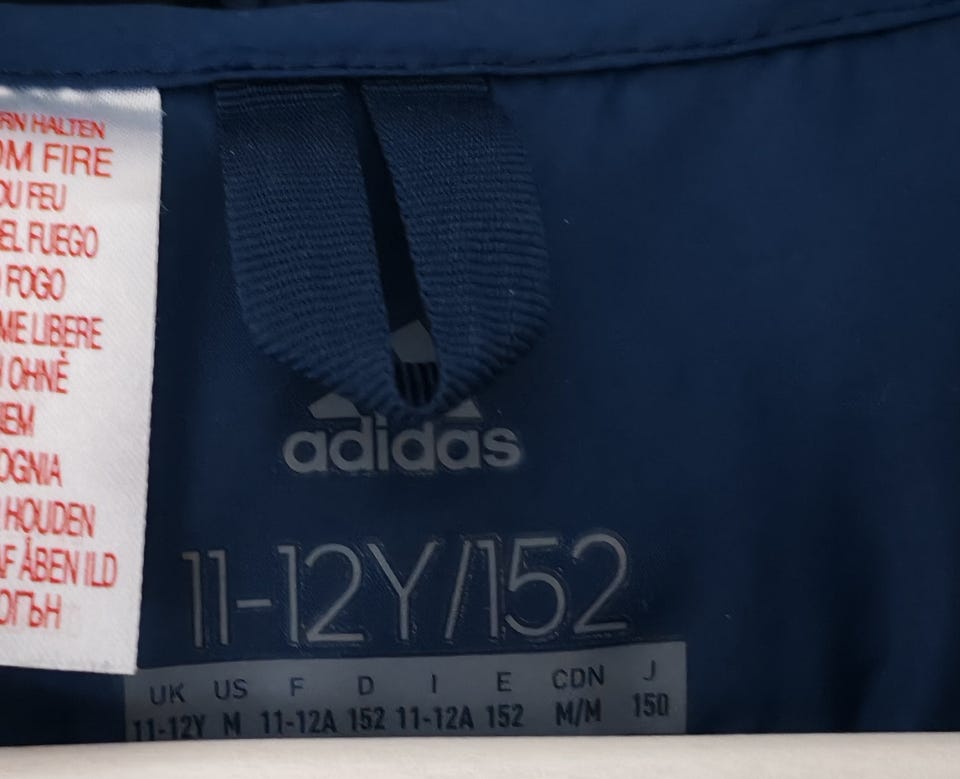 RN HALTEN
OM FIRE
DU FEU
EL FUEGO
FOGO
ME LIBERE
OHNĚ
IEM
OGNIA
HOUDEN
AF ÅBEN ILD
ОГЪН
adidas
11-12Y/152
UK US F D I E CDN J
11-12Y M 11-12A 152 11-12A 152 M/M 150